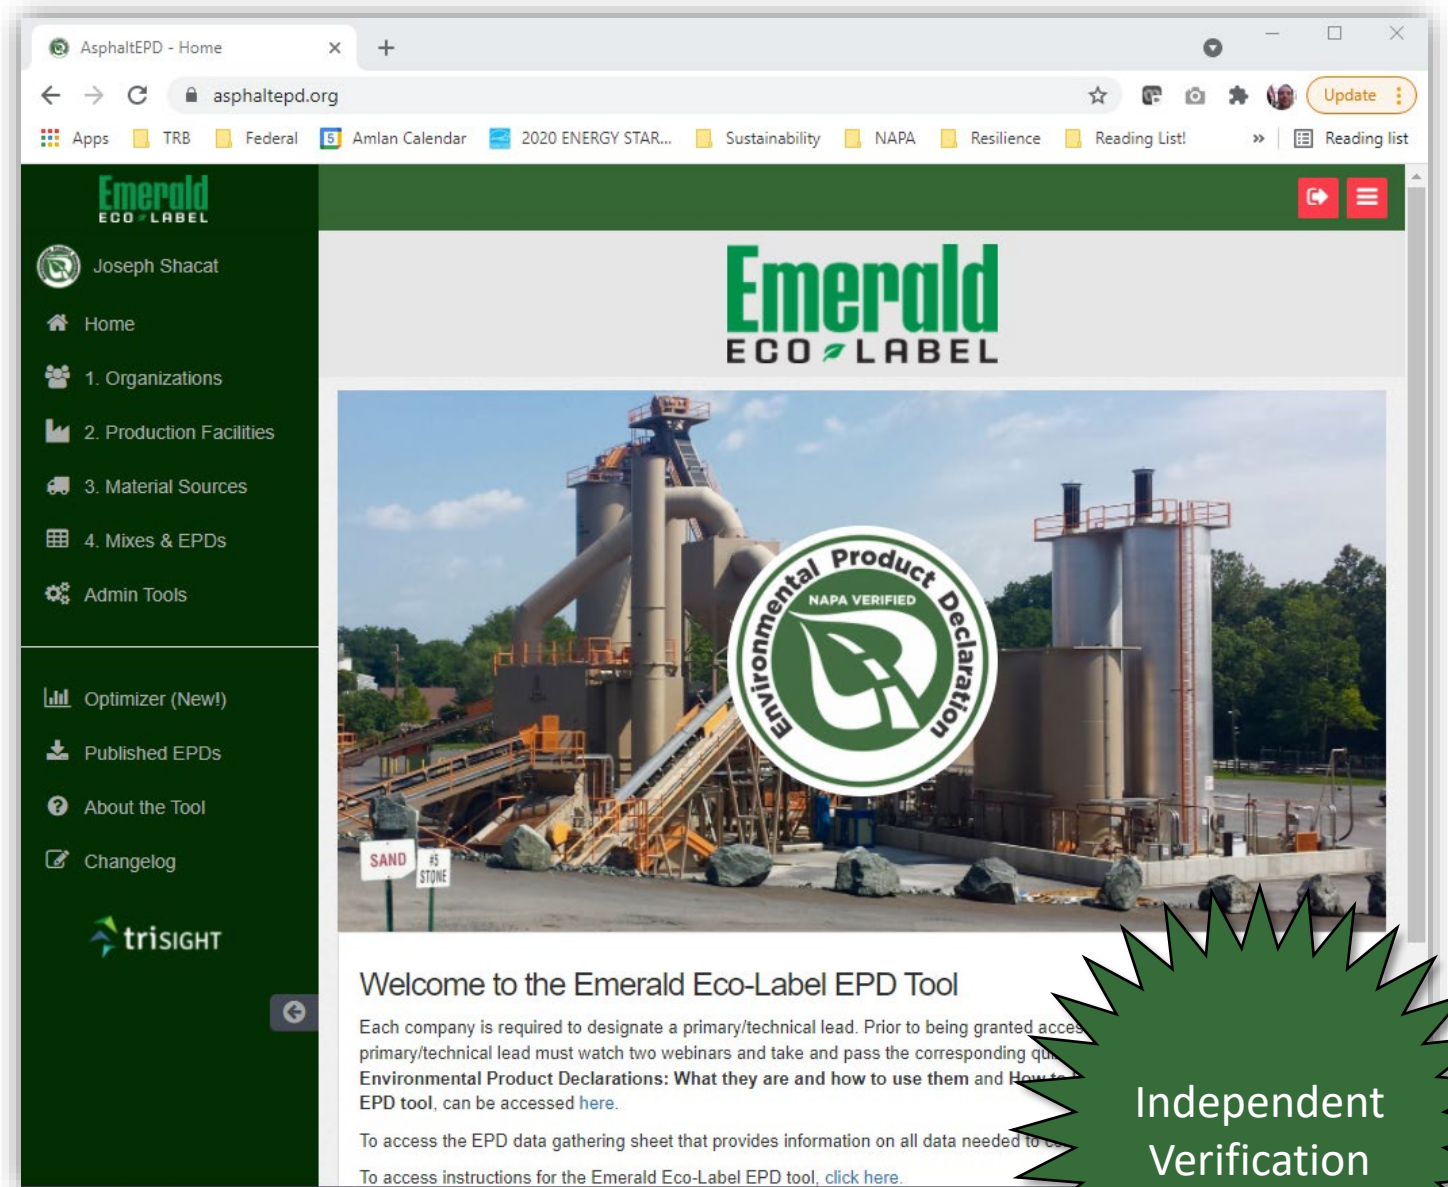 AsphaltEPD - Home
asphaltepd.org
Update
Apps TRB Federal 5 Amlan Calendar 2020 ENERGY STAR... Sustainability NAPA Resilience Reading List! » Reading list
Emerald
ECO LABEL
Joseph Shacat
Home
1. Organizations
2. Production Facilities
3. Material Sources
4. Mixes & EPDs
Admin Tools
Optimizer (New!)
Published EPDs
About the Tool
Changelog
trisIGHT
Emerald
ECO LABEL
Environmental Product Declaration
NAPA VERIFIED
SAND
#5
STONE
Welcome to the Emerald Eco-Label EPD Tool
Each company is required to designate a primary/technical lead. Prior to being granted
primary/technical lead must watch two webinars and take and pass the corresponding
Environmental Product Declarations: What they are and how to use them and How to
EPD tool, can be accessed here.
To access the EPD data gathering sheet that provides information on all data needed to
To access instructions for the Emerald Eco-Label EPD tool, click here.
Independent
Verification